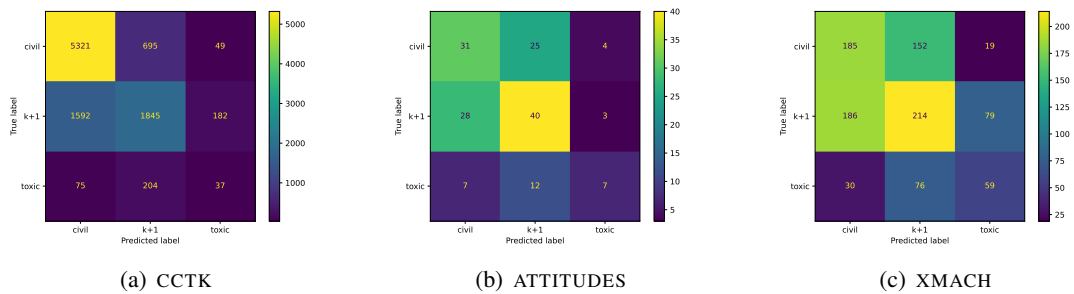 civil 5321 695 49
k+1 1592 1845 182
toxic 75 204 37
civil k+1 toxic
Predicted label
True label
5000
4000
3000
2000
1000
(a) CCTK
civil 31 25 4
k+1 28 40 3
toxic 7 12 7
civil k+1 toxic
Predicted label
True label
40
35
30
25
20
15
10
5
(b) ATTITUDES
civil 185 152 19
k+1 186 214 79
toxic 30 76 59
civil k+1 toxic
Predicted label
True label
200
175
150
125
100
75
50
25
(c) XMACH